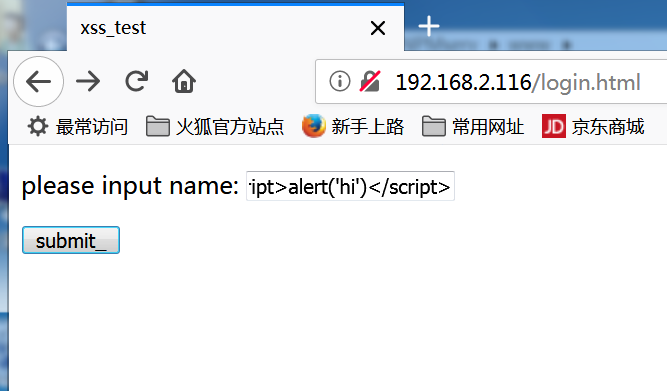 xss_test
192.168.2.116/login.html
最常访问 火狐官方站点 新手上路 常用网址 JD 京东商城
please input name: ript>alert('hi')</script>
submit_